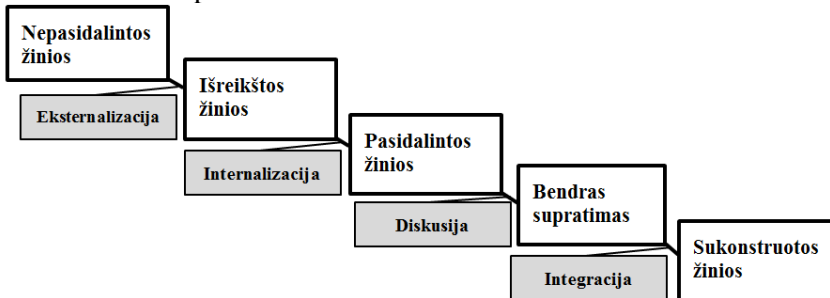 Nepasidalintos
žinios
Eksternalizacija
Išreikštos
žinios
Internalizacija
Pasidalintos
žinios
Diskusija
Bendras
supratimas
Integracija
Sukonstruotos
žinios